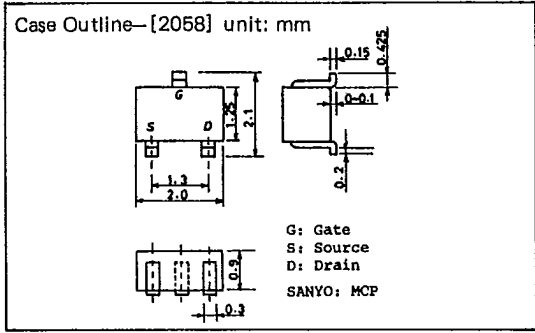 Case Outline—[2058] unit: mm
0.15
0.425
G
1.25
2.1
0~0.1
S
D
0.2
1.3
2.0
G: Gate
S: Source
D: Drain
0.9
SANYO: MCP
0.3